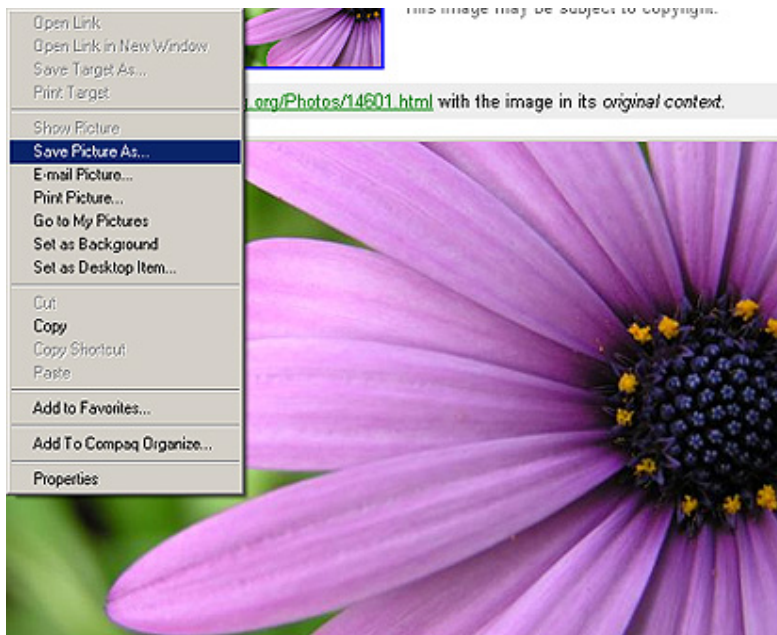 Open Link
Open Link in New Window
Save Target As...
Print Target
Show Picture
Save Picture As...
E-mail Picture...
Print Picture...
Go to My Pictures
Set as Background
Set as Desktop Item...
Cut
Copy
Copy Shortcut
Paste
Add to Favorites...
Add To Compaq Organize...
Properties
This image may be subject to copyright.
.org/Photos/14601.html with the image in its original context.